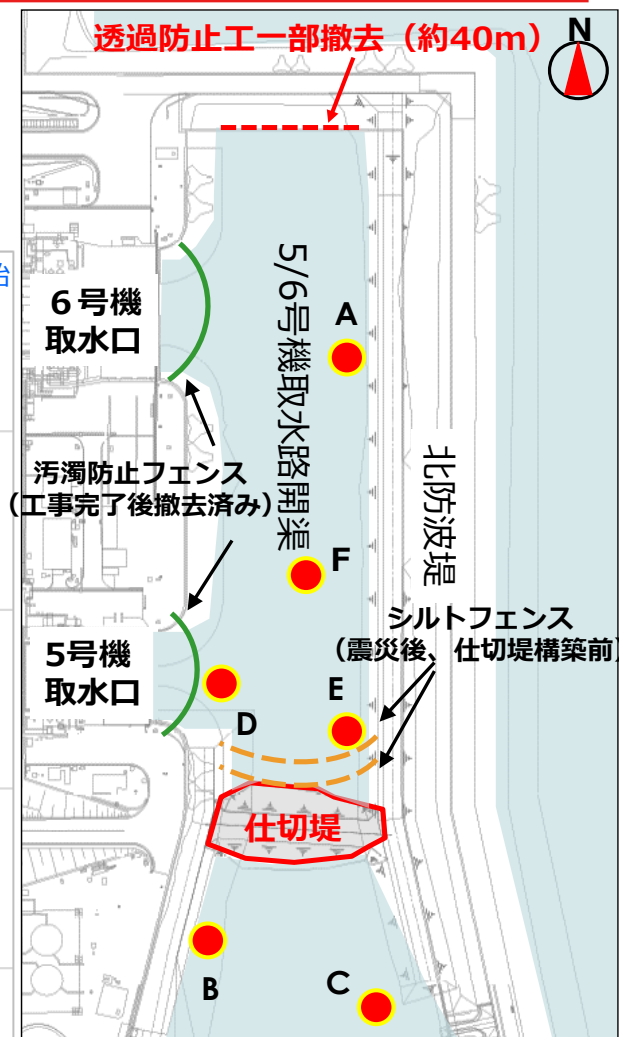 透過防止工一部撤去（約40m）
N
始
６号機
取水口
5/6号機取水路開渠
A
汚濁防止フェンス
（工事完了後撤去済み）
北防波堤
F
シルトフェンス
（震災後、仕切堤構築前）
5号機
取水口
E
D
仕切堤
B
C